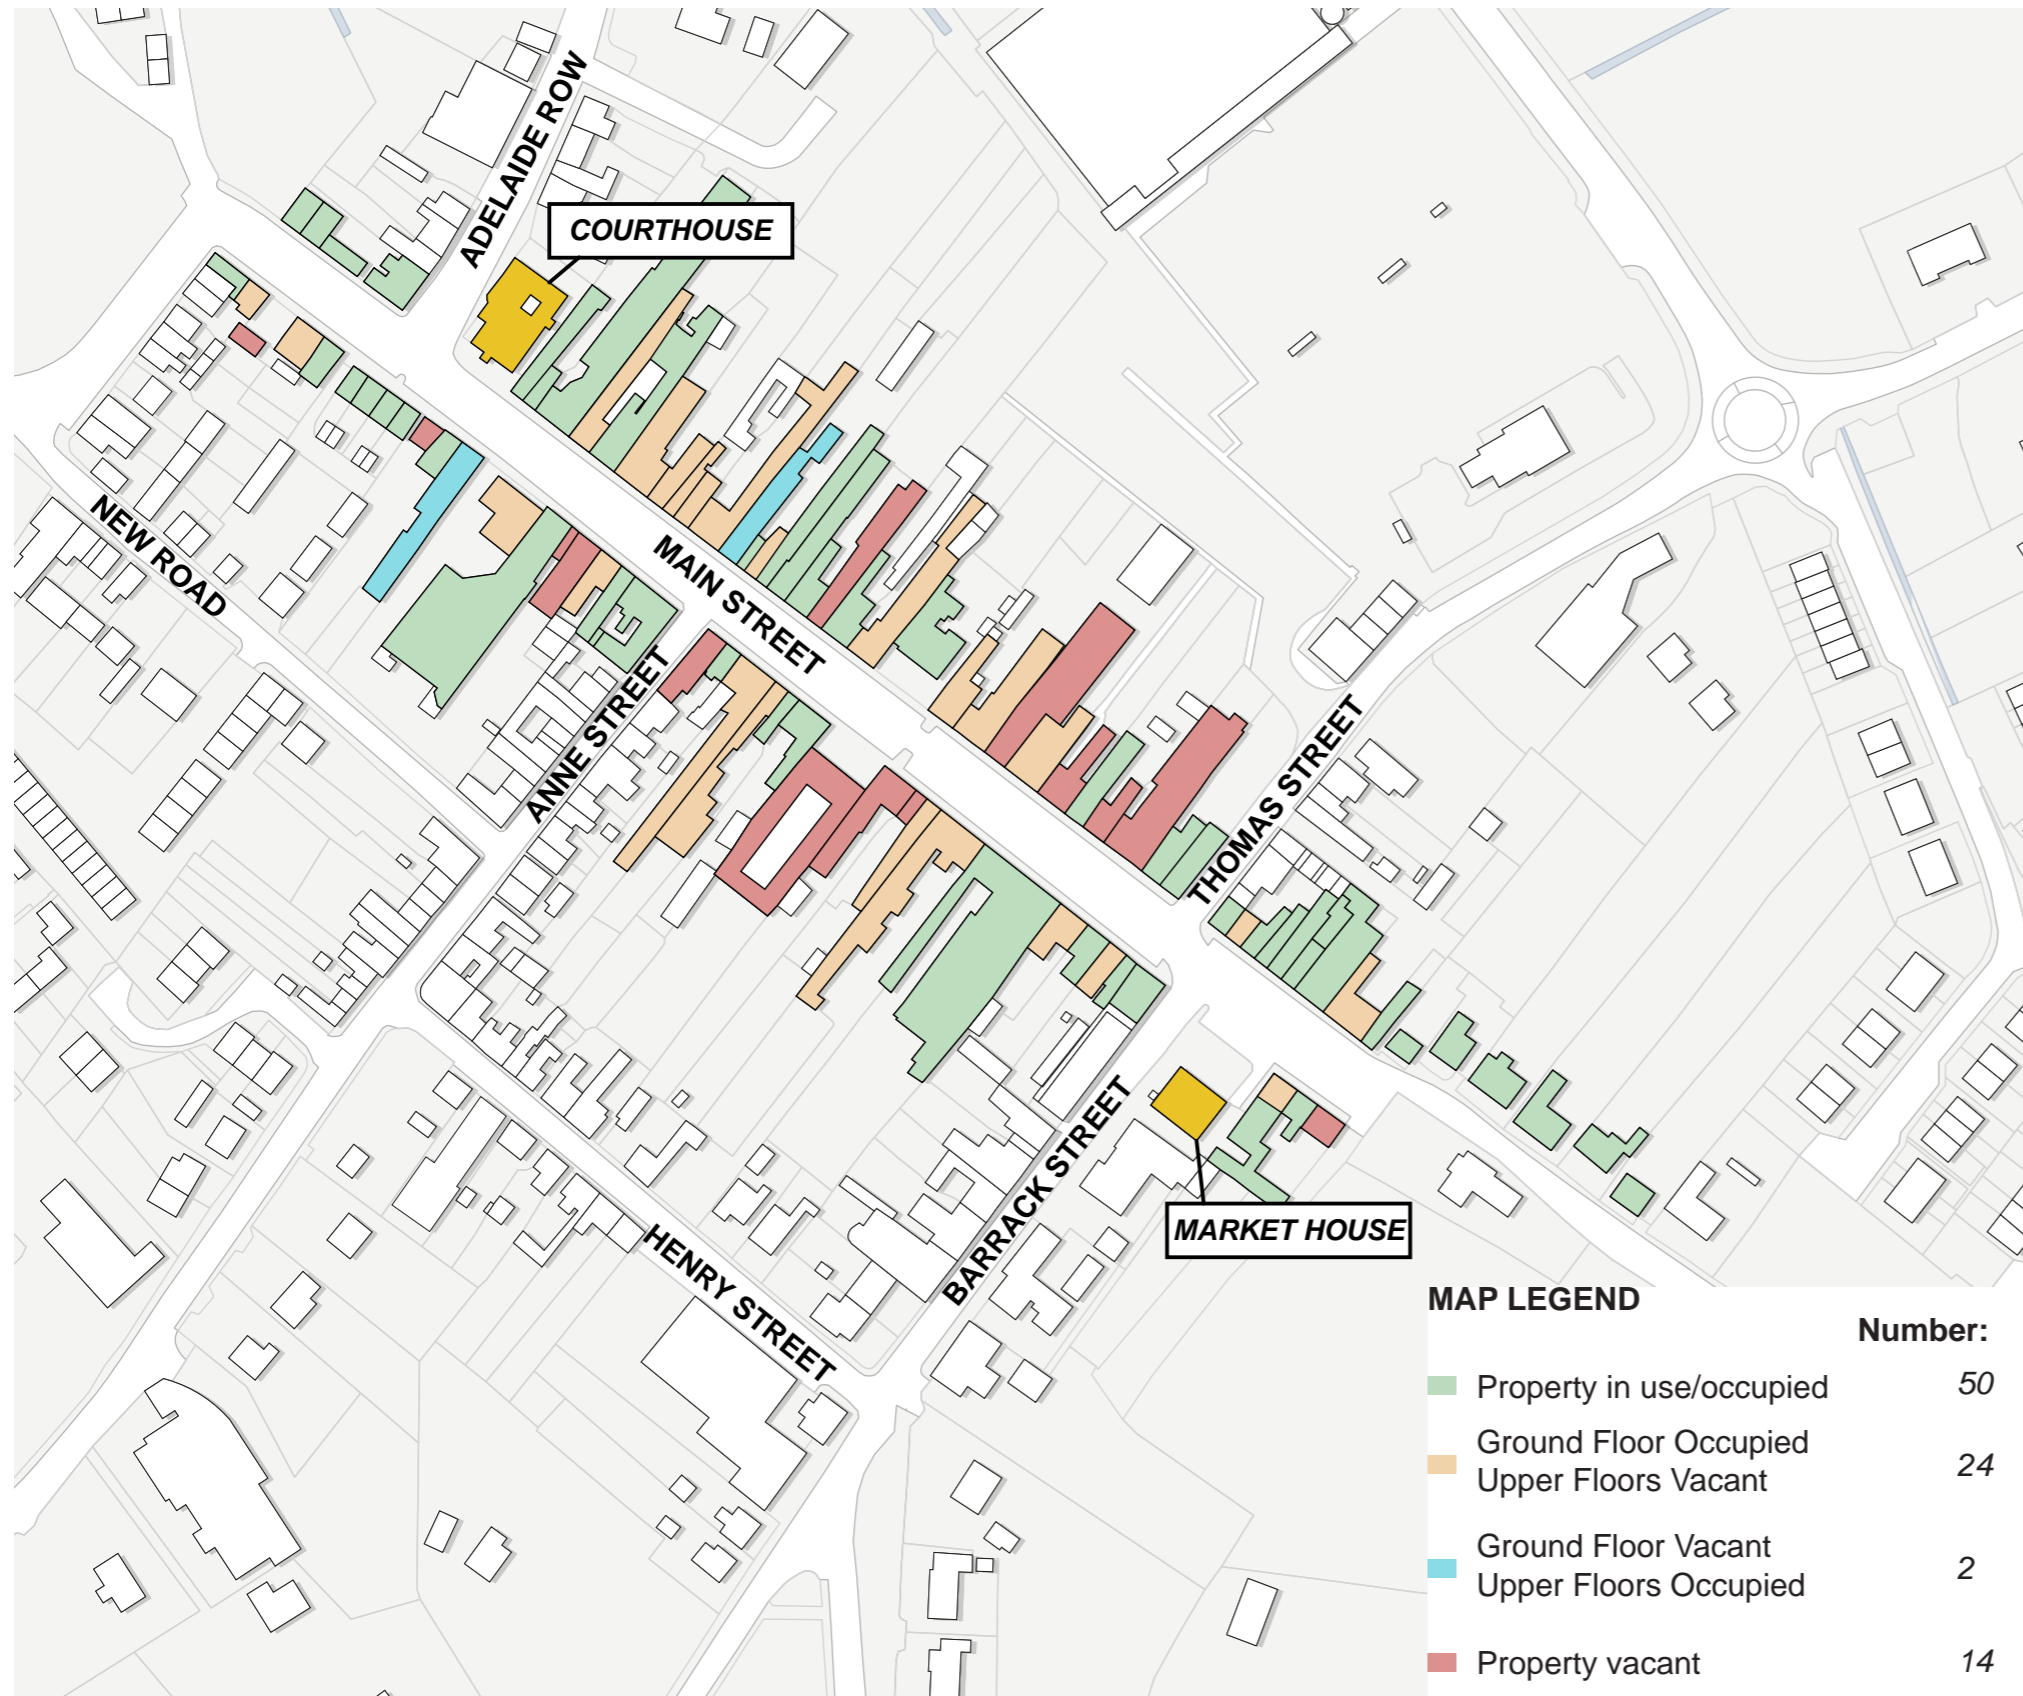 ADELAIDE ROW
COURTHOUSE
NEW ROAD
MAIN STREET
ANNE STREET
THOMAS STREET
BARRACK STREET
MARKET HOUSE
HENRY STREET
MAP LEGEND
Number:
Property in use/occupied 50
Ground Floor Occupied
Upper Floors Vacant 24
Ground Floor Vacant
Upper Floors Occupied 2
Property vacant 14